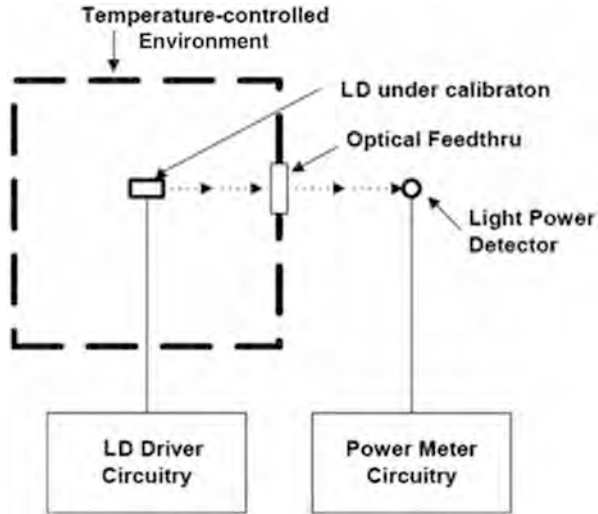 Temperature-controlled
Environment
LD under calibraton
Optical Feedthru
Light Power
Detector
LD Driver
Circuitry
Power Meter
Circuitry